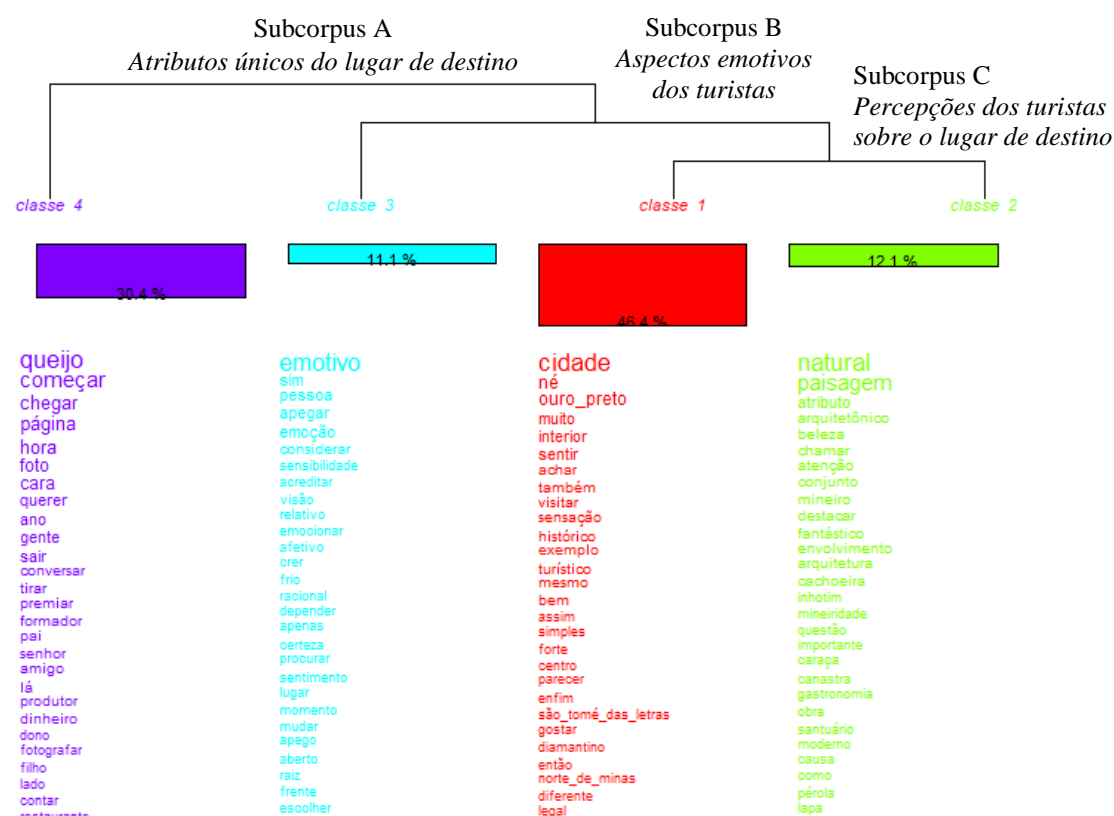 Subcorpus A
Atributos únicos do lugar de destino
Subcorpus B
Aspectos emotivos
dos turistas
Subcorpus C
Percepções dos turistas
sobre o lugar de destino
classe 4
classe 3
classe 1
classe 2
30.4 %
11.1 %
46.4 %
12.1 %
queijo
começar
chegar
página
hora
foto
cara
querer
ano
gente
sair
conversar
tirar
premiar
formador
pai
senhor
amigo
lá
produtor
dinheiro
dono
fotografar
filho
lado
contar
restaurante
emotivo
sim
pessoa
apegar
emoção
considerar
sensibilidade
acreditar
visão
relativo
emocionar
afetivo
crer
frio
racional
depender
apenas
certeza
procurar
sentimento
lugar
momento
mudar
apego
aberto
raiz
frente
escolher
cidade
né
ouro_preto
muito
interior
sentir
achar
também
visitar
sensação
histórico
exemplo
turístico
mesmo
bem
assim
simples
forte
centro
parecer
enfim
são_tomé_das_letras
gostar
diamantino
então
norte_de_minas
diferente
legal
natural
paisagem
atributo
arquitetônico
beleza
chamar
atenção
conjunto
mineiro
destacar
fantástico
envolvimento
arquitetura
cachoeira
inhotim
mineiridade
questão
importante
caraça
canastra
gastronomia
obra
santuário
moderno
causa
como
pérola
lapa